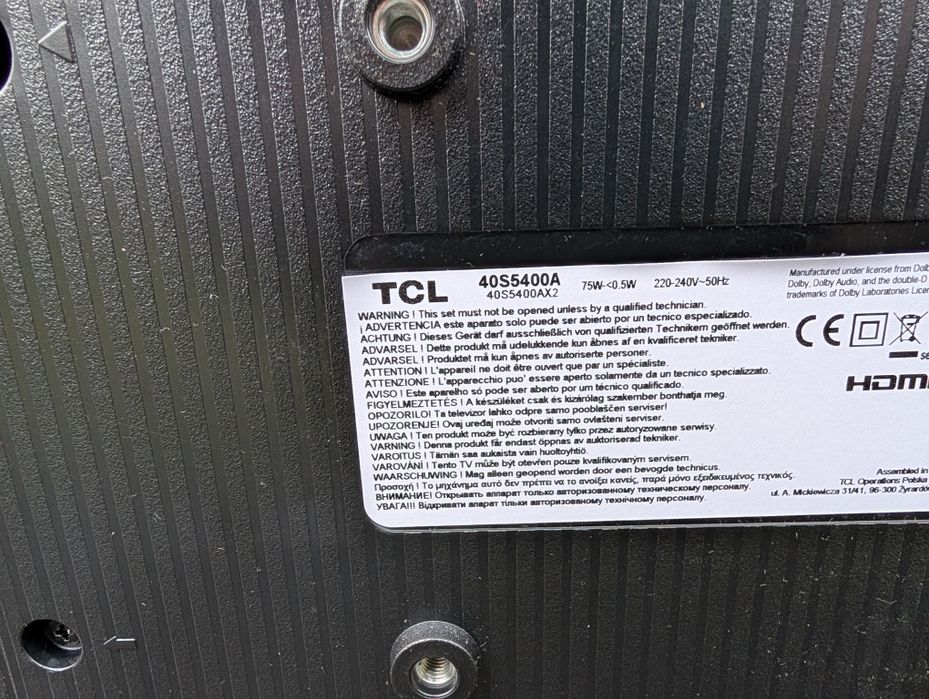 TCL 40S5400A 75W-<0.5W 220-240V~50Hz
40S5400AX2
Manufactured under license from Dolb
Dolby, Dolby Audio, and the double-D
trademarks of Dolby Laboratories Licen
WARNING ! This set must not be opened unless by a qualified technician.
¡ ADVERTENCIA este aparato solo puede ser abierto por un tecnico especializado.
ACHTUNG ! Dieses Gerät darf ausschließlich von qualifizierten Technikern geöffnet werden.
ADVARSEL ! Dette produkt må udelukkende kun åbnes af en kvalificeret tekniker.
ADVARSEL ! Produktet må kun åpnes av autoriserte personer.
ATTENTION ! L'appareil ne doit être ouvert que par un spécialiste.
ATTENZIONE ! L'apparecchio puo' essere aperto solamente da un tecnico specializzato.
AVISO ! Este aparelho só pode ser aberto por um técnico qualificado.
FIGYELMEZTETÉS ! A készüléket csak és kizárólag szakember bonthatja meg.
OPOZORILO! Ta televizor lahko odpre samo pooblaščen serviser!
UPOZORENJE! Ovaj uređaj može otvoriti samo ovlašteni serviser.
UWAGA ! Ten produkt może być rozbierany tylko przez autoryzowane serwisy.
VARNING ! Denna produkt får endast öppnas av auktoriserad tekniker.
VAROITUS ! Tämän saa aukaista vain huoltoyhtiö.
VAROVÁNÍ ! Tento TV může být otevřen pouze kvalifikovaným servisem.
WAARSCHUWING ! Mag alleen geopend worden door een bevoegde technicus.
Προσοχή ! Το μηχάνημα αυτό δεν πρέπει να το ανοίξει κανείς, παρά μόνο εξειδικευμένος τεχνικός.
ВНИМАНИЕ! Открывать аппарат только авторизованному техническому персоналу.
УВАГА!!! Відкривати апарат тільки авторизованому технічному персоналу.
CE
HDMI
Assembled in
TCL Operations Polska
ul. A. Mickiewicza 31/41, 96-300 Żyrardów